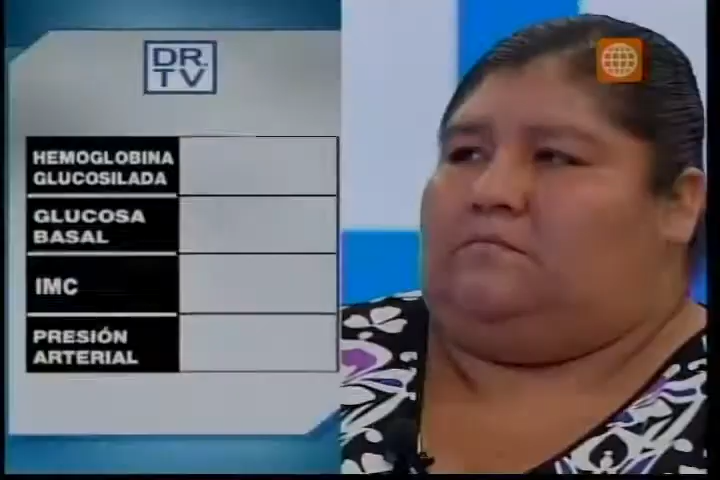 DR.
TV
HEMOGLOBINA
GLUCOSILADA
GLUCOSA
BASAL
IMC
PRESIÓN
ARTERIAL